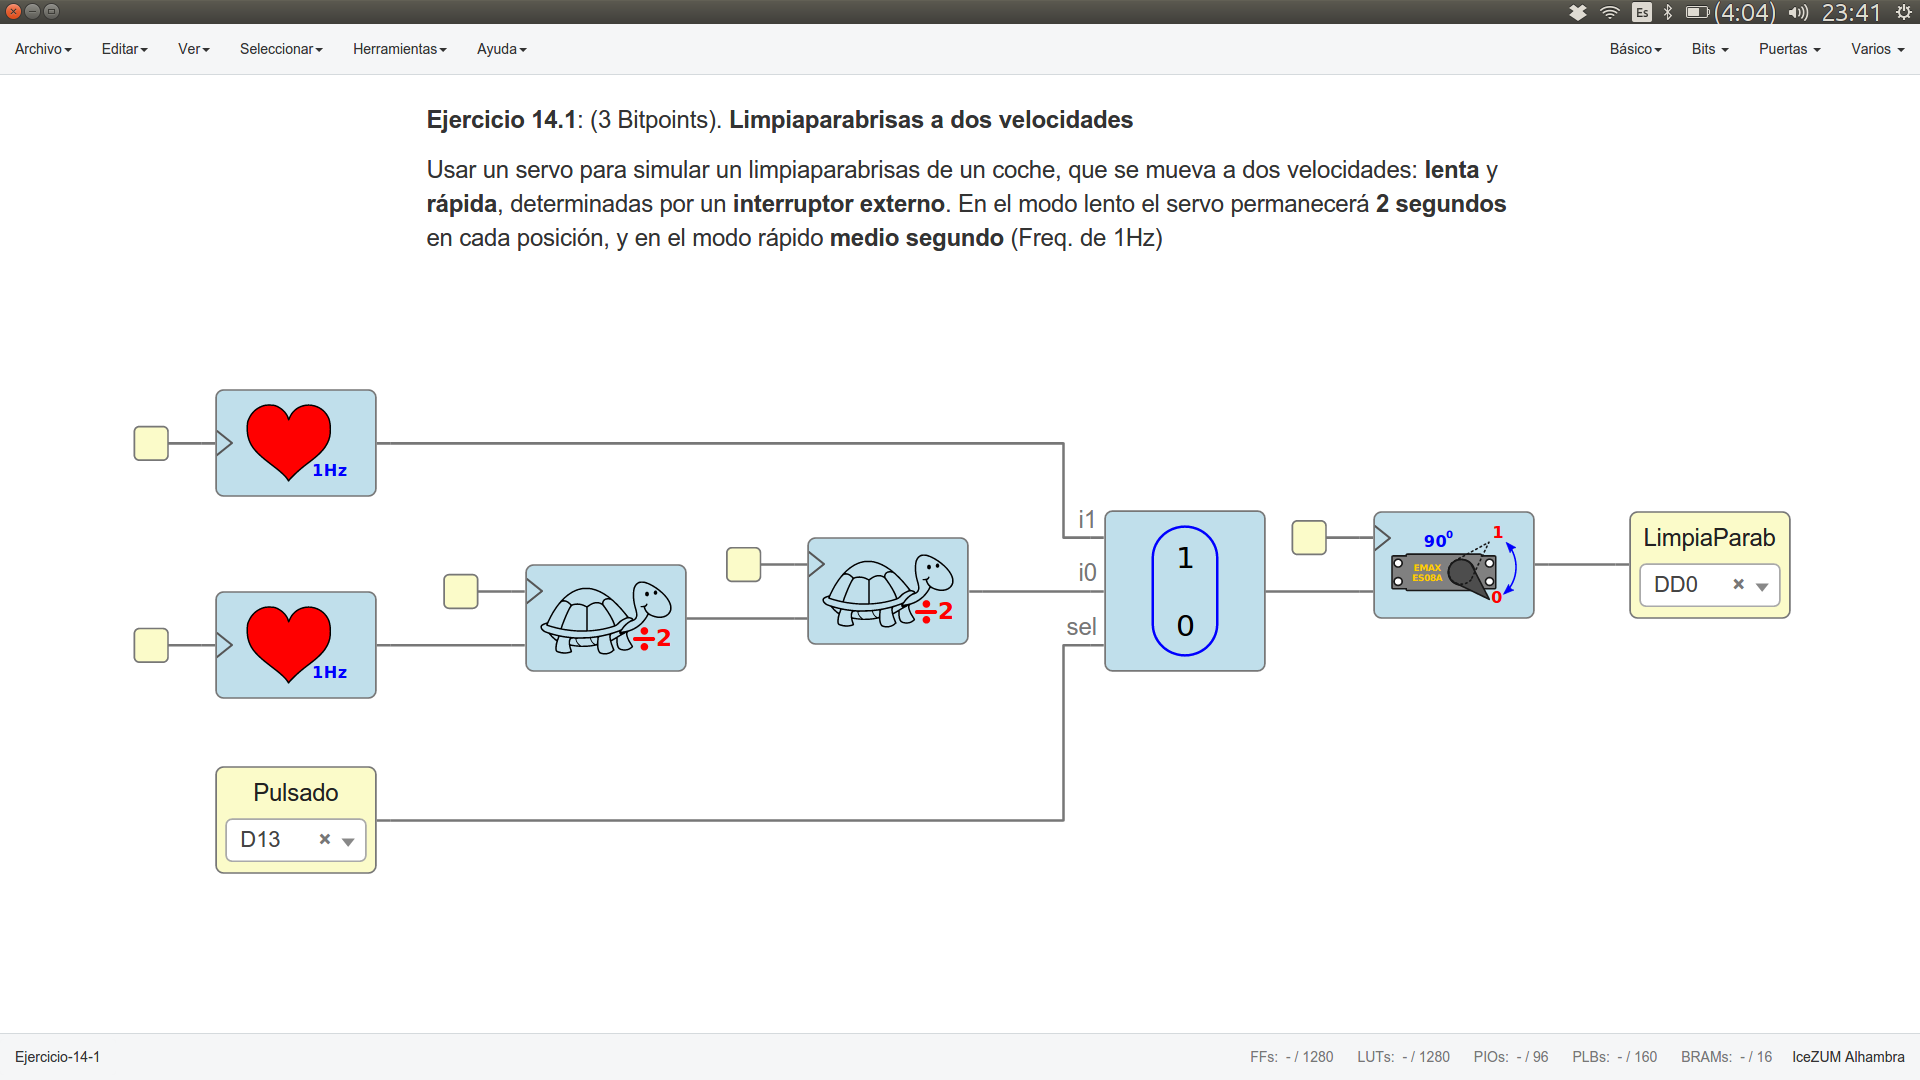 Es (4:04) 23:41
Archivo Editar Ver Seleccionar Herramientas Ayuda Básico Bits Puertas Varios
Ejercicio 14.1: (3 Bitpoints). Limpiaparabrisas a dos velocidades
Usar un servo para simular un limpiaparabrisas de un coche, que se mueva a dos velocidades: lenta y
rápida, determinadas por un interruptor externo. En el modo lento el servo permanecerá 2 segundos
en cada posición, y en el modo rápido medio segundo (Freq. de 1Hz)
1Hz
i1
i0
sel
1
0
90⁰
1
EMAX
ES08A
0
LimpiaParab
DD0
÷2
÷2
1Hz
Pulsado
D13
Ejercicio-14-1 FFs: - / 1280 LUTs: - / 1280 PIOs: - / 96 PLBs: - / 160 BRAMs: - / 16 IceZUM Alhambra